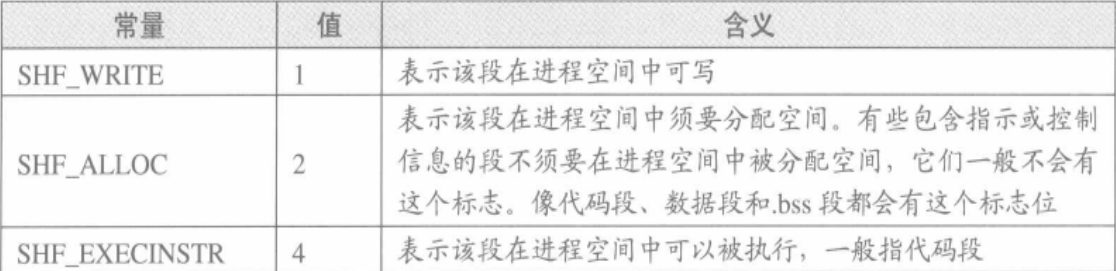 常量 值 含义
SHF_WRITE 1 表示该段在进程空间中可写
表示该段在进程空间中须要分配空间。有些包含指示或控制
SHF_ALLOC 2 信息的段不须要在进程空间中被分配空间，它们一般不会有
这个标志。像代码段、数据段和.bss 段都会有这个标志位
SHF_EXECINSTR 4 表示该段在进程空间中可以被执行，一般指代码段